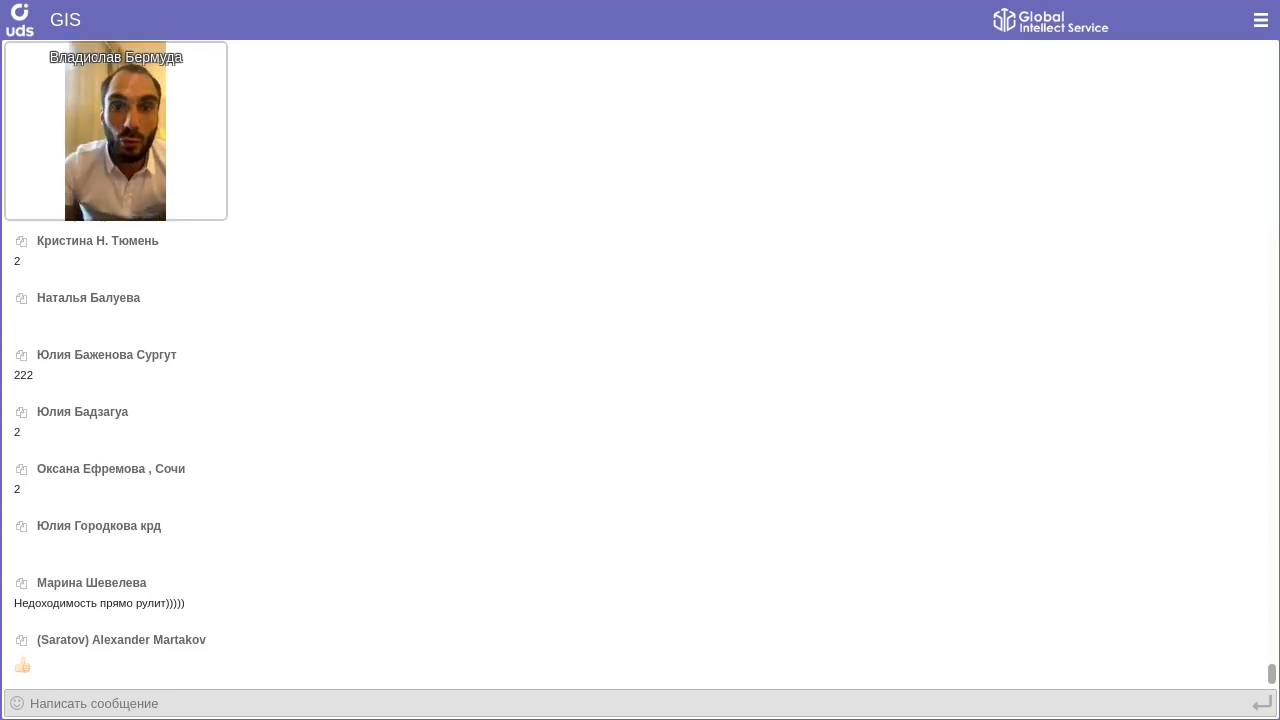 uds
GIS
Global
Intellect Service
Владислав Бермуда
Кристина Н. Тюмень
2
Наталья Балуева
Юлия Баженова Сургут
222
Юлия Бадзагуа
2
Оксана Ефремова , Сочи
2
Юлия Городкова крд
Марина Шевелева
Недоходимость прямо рулит)))))
(Saratov) Alexander Martakov
Написать сообщение